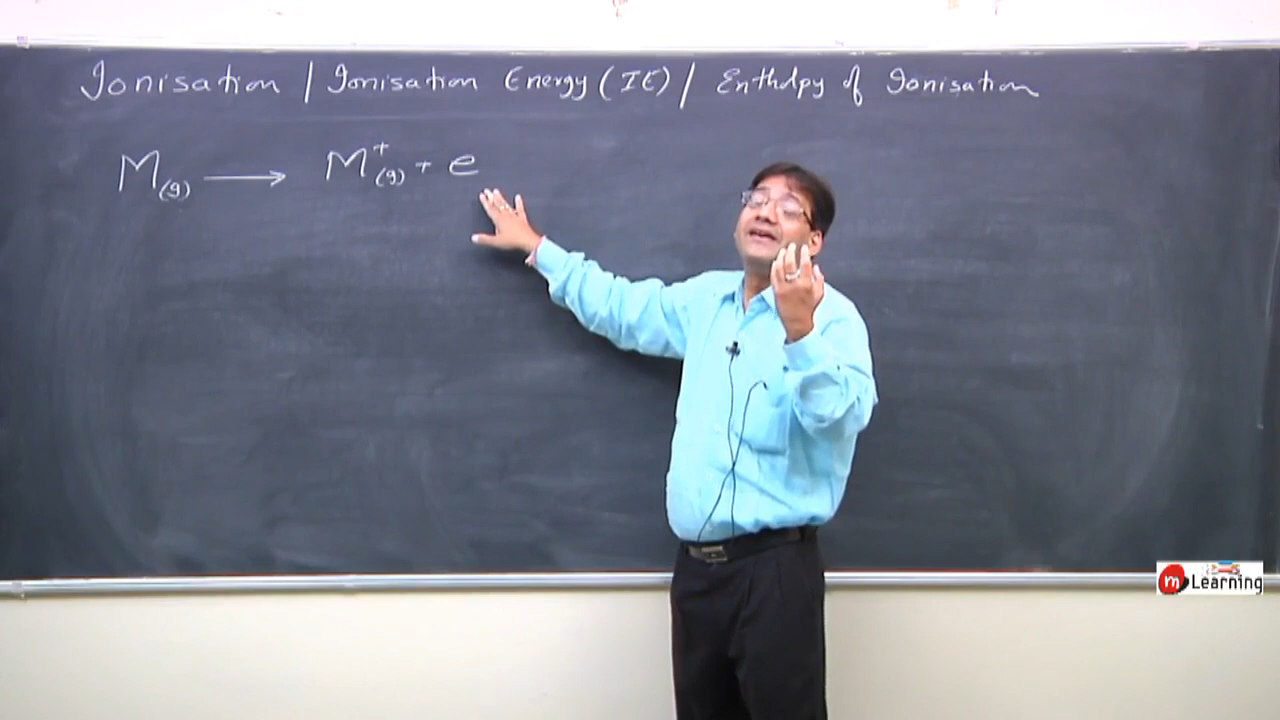 Ionisation / Ionisation Energy (IE) / Enthalpy of Ionisation
M(g) ⟶ M⁺(g) + e
m Learning